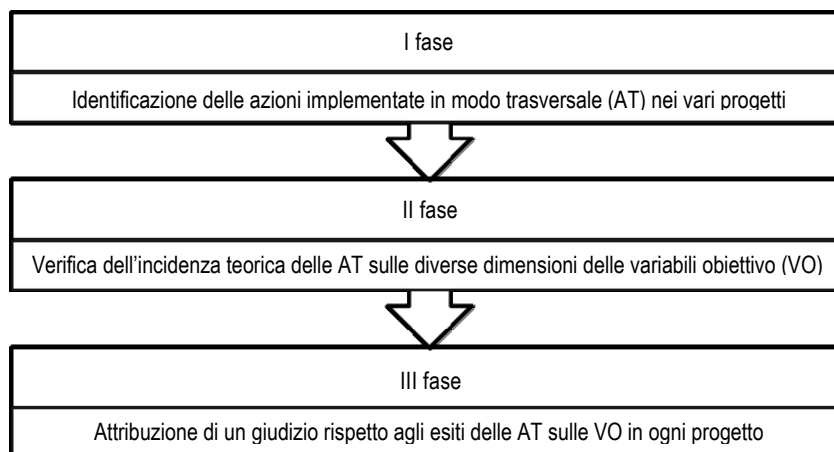 I fase
Identificazione delle azioni implementate in modo trasversale (AT) nei vari progetti
II fase
Verifica dell’incidenza teorica delle AT sulle diverse dimensioni delle variabili obiettivo (VO)
III fase
Attribuzione di un giudizio rispetto agli esiti delle AT sulle VO in ogni progetto